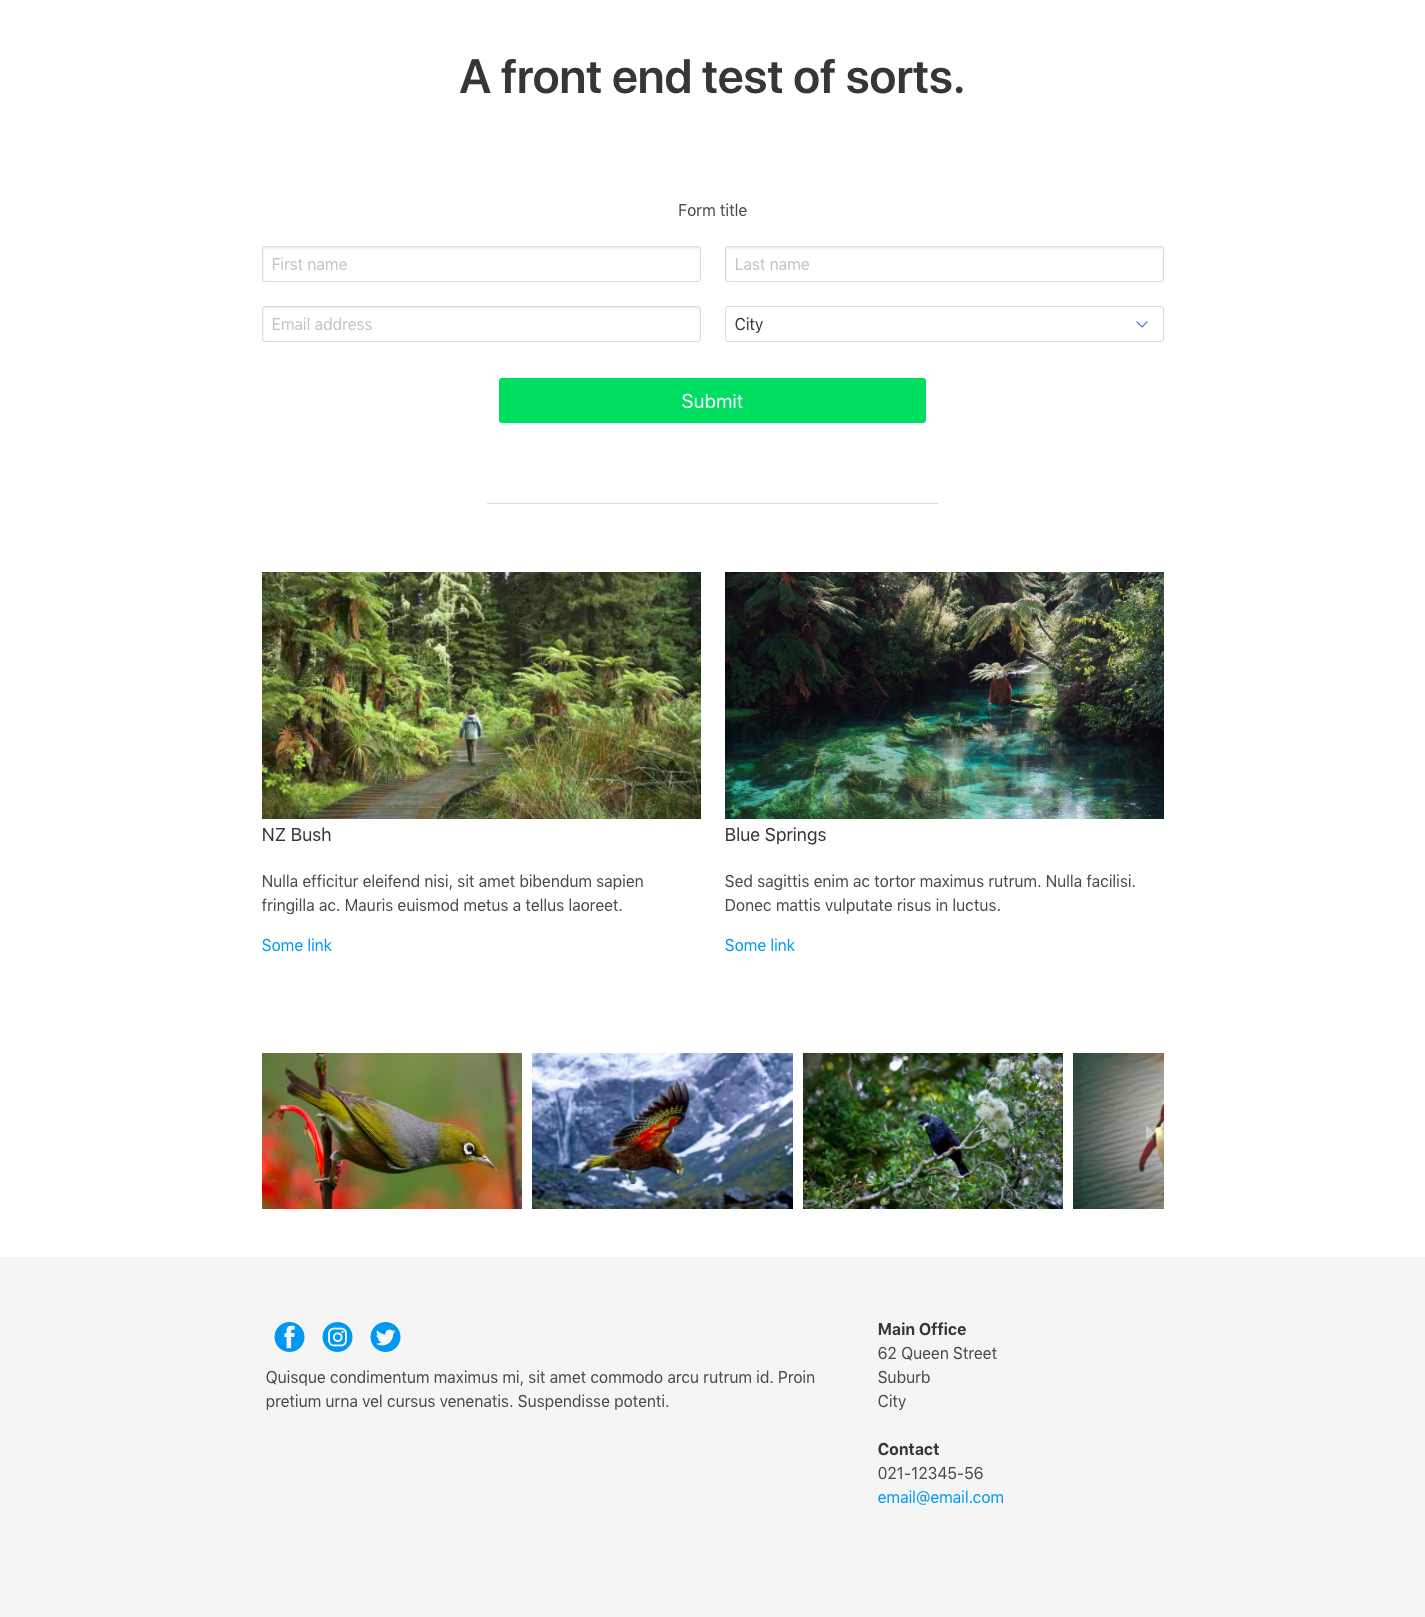 A front end test of sorts.
Form title
First name
Last name
Email address
City
Submit
NZ Bush
Nulla efficitur eleifend nisi, sit amet bibendum sapien
fringilla ac. Mauris euismod metus a tellus laoreet.
Some link
Blue Springs
Sed sagittis enim ac tortor maximus rutrum. Nulla facilisi.
Donec mattis vulputate risus in luctus.
Some link
Quisque condimentum maximus mi, sit amet commodo arcu rutrum id. Proin
pretium urna vel cursus venenatis. Suspendisse potenti.
Main Office
62 Queen Street
Suburb
City
Contact
021-12345-56
email@email.com